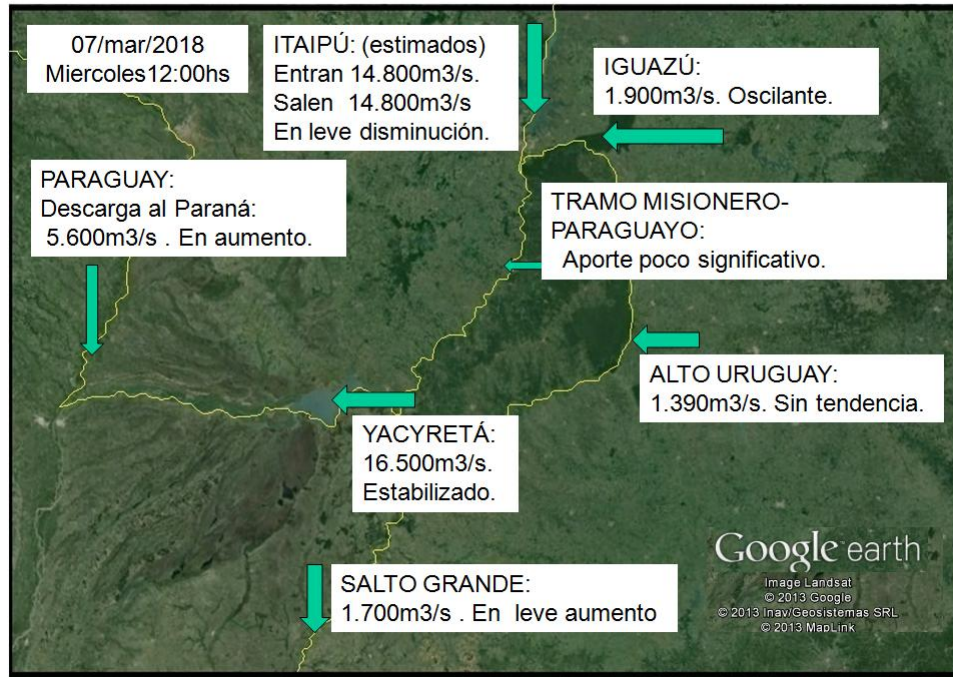 07/mar/2018
Miercoles12:00hs
ITAIPÚ: (estimados)
Entran 14.800m3/s.
Salen 14.800m3/s
En leve disminución.
IGUAZÚ:
1.900m3/s. Oscilante.
PARAGUAY:
Descarga al Paraná:
5.600m3/s . En aumento.
TRAMO MISIONERO-
PARAGUAYO:
Aporte poco significativo.
ALTO URUGUAY:
1.390m3/s. Sin tendencia.
YACYRETÁ:
16.500m3/s.
Estabilizado.
SALTO GRANDE:
1.700m3/s . En leve aumento
Google earth
Image Landsat
© 2013 Google
© 2013 Inav/Geosistemas SRL
© 2013 MapLink